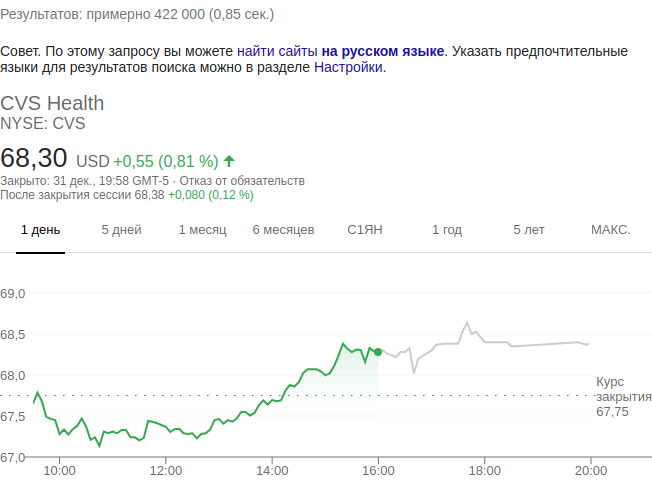 Результатов: примерно 422 000 (0,85 сек.)
Совет. По этому запросу вы можете найти сайты на русском языке. Указать предпочтительные
языки для результатов поиска можно в разделе Настройки.
CVS Health
NYSE: CVS
68,30 USD +0,55 (0,81 %)
Закрыто: 31 дек., 19:58 GMT-5 · Отказ от обязательств
После закрытия сессии 68,38 +0,080 (0,12 %)
1 день 5 дней 1 месяц 6 месяцев С1ЯН 1 год 5 лет МАКС.
69,0
68,5
68,0
Курс
закрытия
67,75
67,5
67,0
10:00 12:00 14:00 16:00 18:00 20:00